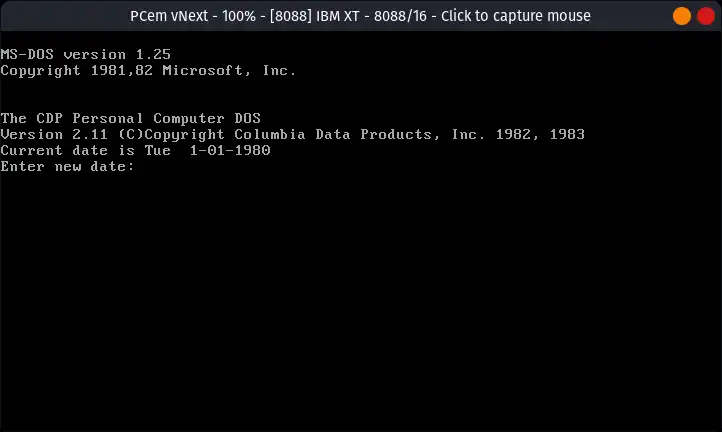 PCem vNext - 100% - [8088] IBM XT - 8088/16 - Click to capture mouse
MS-DOS version 1.25
Copyright 1981,82 Microsoft, Inc.
The CDP Personal Computer DOS
Version 2.11 (C)Copyright Columbia Data Products, Inc. 1982, 1983
Current date is Tue  1-01-1980
Enter new date: